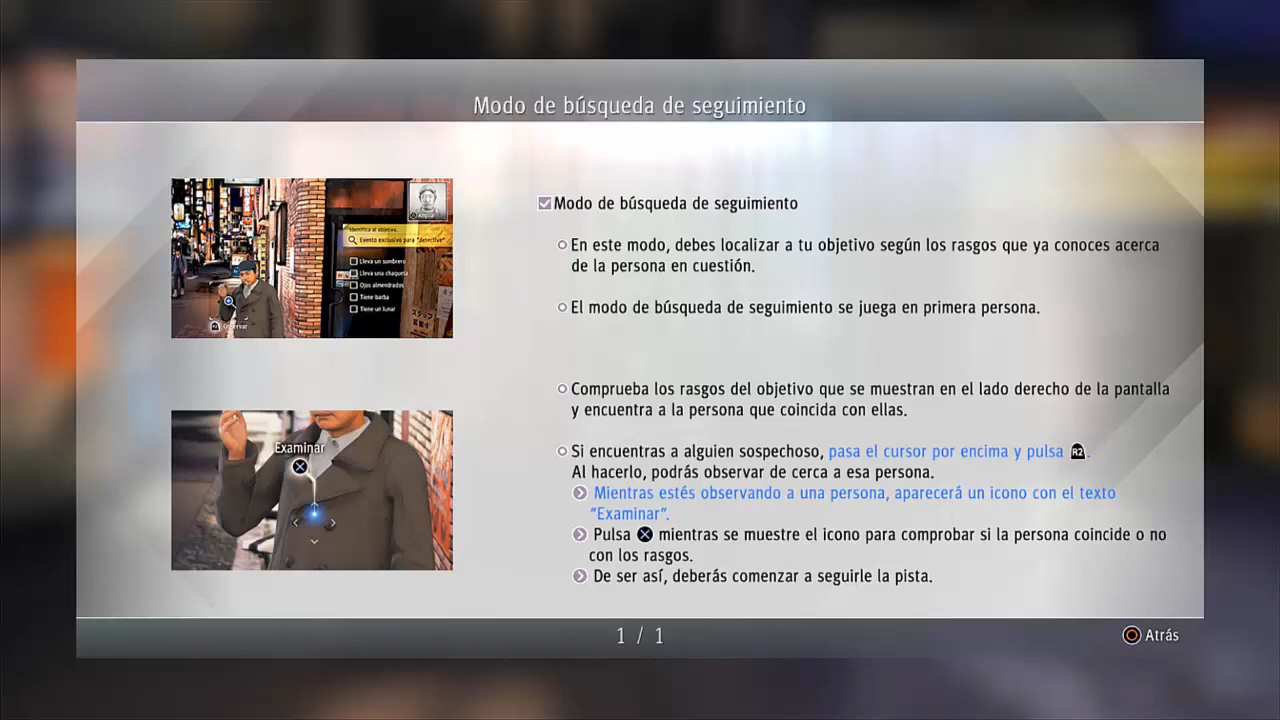 Modo de búsqueda de seguimiento
Identifica al objetivo.
Evento exclusivo para "detective"
Lleva un sombrero
Lleva una chaqueta
Ojos almendrados
Tiene barba
Tiene un lunar
R2 Observar
Modo de búsqueda de seguimiento
En este modo, debes localizar a tu objetivo según los rasgos que ya conoces acerca
de la persona en cuestión.
El modo de búsqueda de seguimiento se juega en primera persona.
Examinar
Comprueba los rasgos del objetivo que se muestran en el lado derecho de la pantalla
y encuentra a la persona que coincida con ellas.
Si encuentras a alguien sospechoso, pasa el cursor por encima y pulsa R2.
Al hacerlo, podrás observar de cerca a esa persona.
Mientras estés observando a una persona, aparecerá un icono con el texto
"Examinar".
Pulsa mientras se muestre el icono para comprobar si la persona coincide o no
con los rasgos.
De ser así, deberás comenzar a seguirle la pista.
1 / 1
Atrás